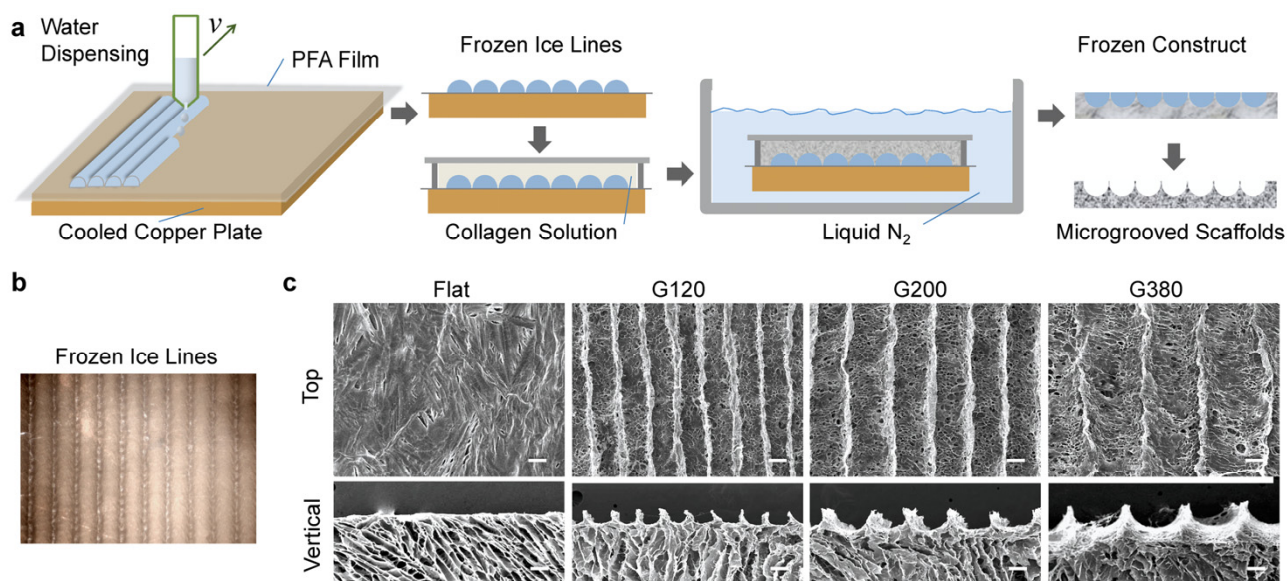 a
Water
Dispensing
v
PFA Film
Cooled Copper Plate
Frozen Ice Lines
Collagen Solution
Liquid N₂
Frozen Construct
Microgrooved Scaffolds
b
Frozen Ice Lines
c
Flat
G120
G200
G380
Top
Vertical